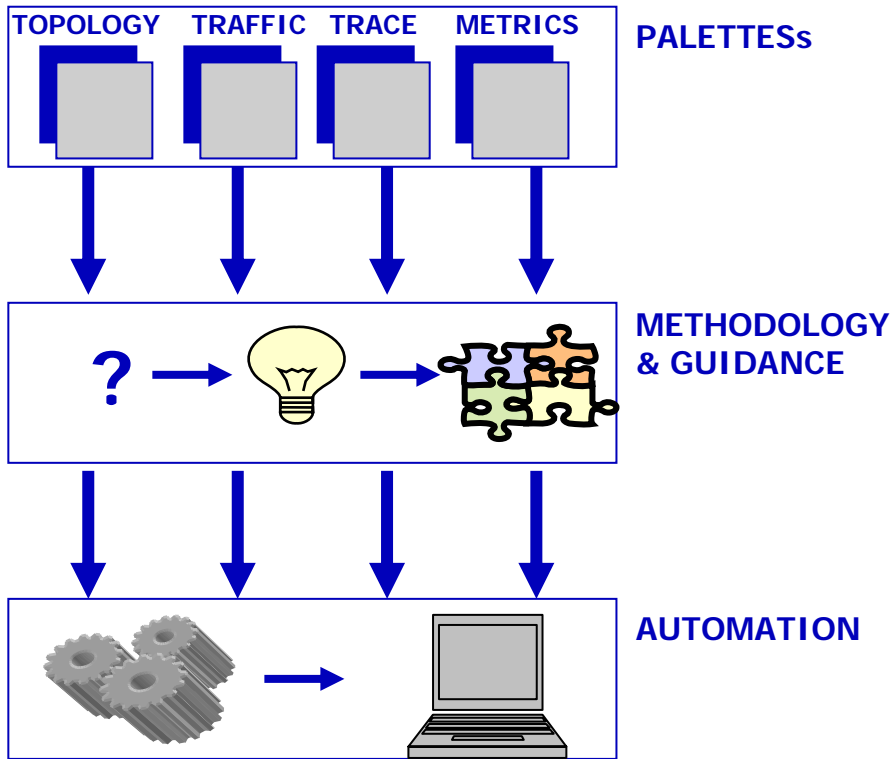 TOPOLOGY TRAFFIC TRACE METRICS
PALETTESs
METHODOLOGY
& GUIDANCE
?
AUTOMATION